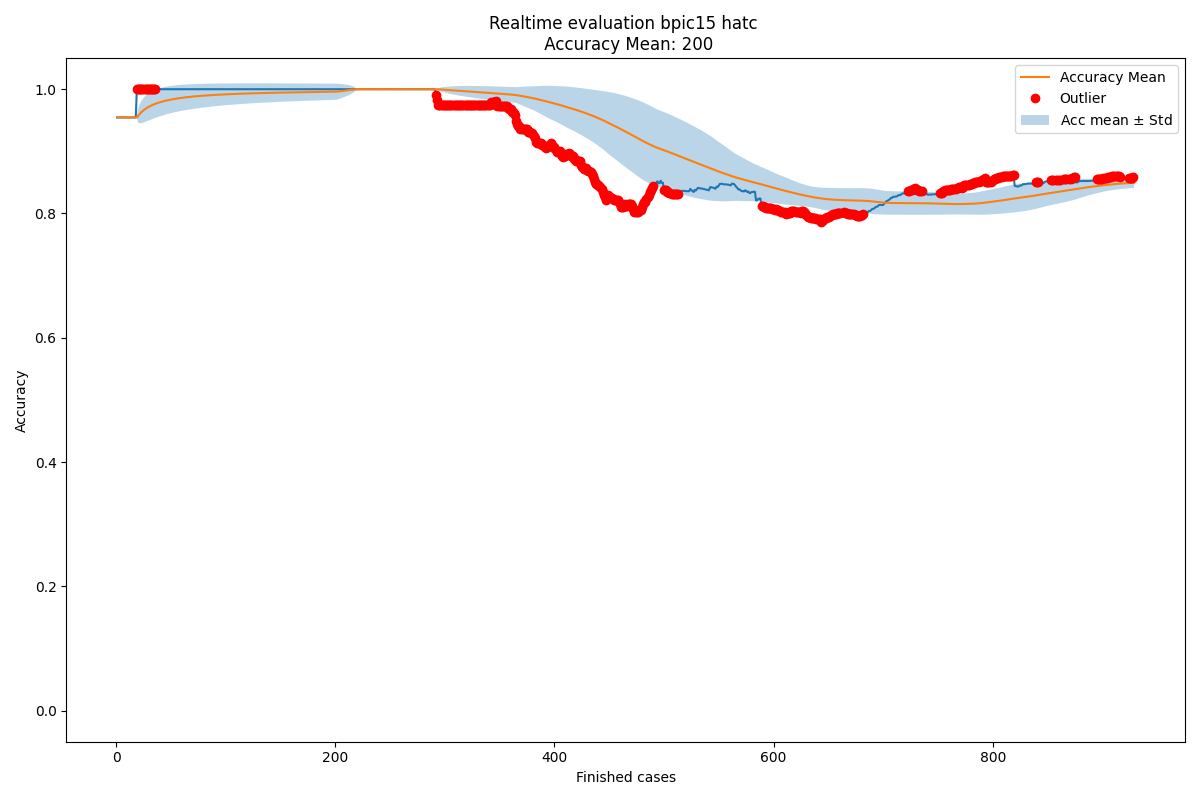 Realtime evaluation bpic15 hatc
Accuracy Mean: 200
Accuracy Mean
Outlier
Acc mean ± Std
1.0
0.8
0.6
0.4
0.2
0.0
Accuracy
0
200
400
600
800
Finished cases